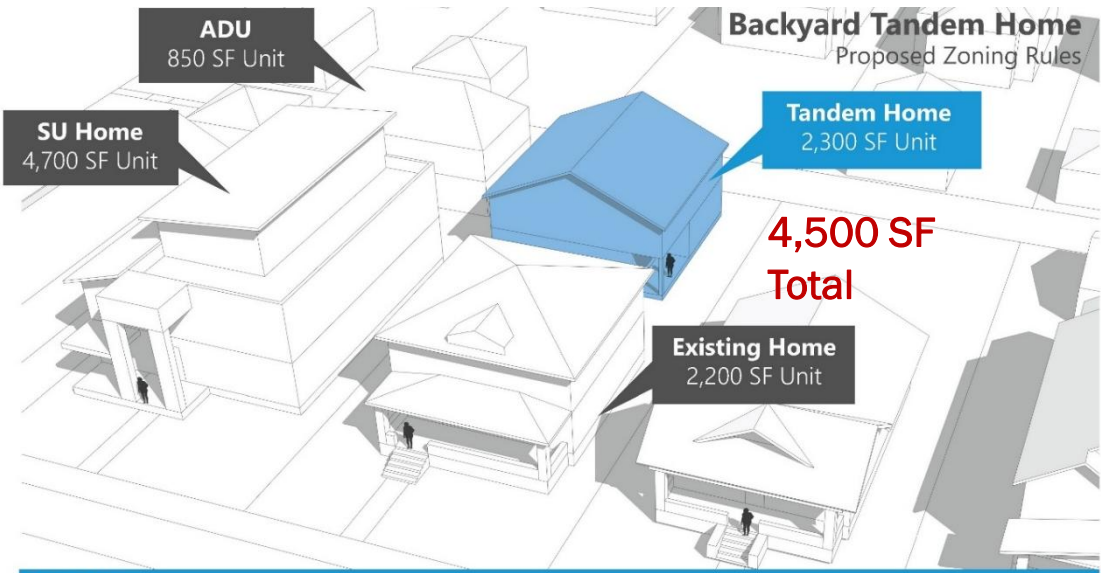 Backyard Tandem Home
Proposed Zoning Rules
ADU
850 SF Unit
SU Home
4,700 SF Unit
Tandem Home
2,300 SF Unit
4,500 SF
Total
Existing Home
2,200 SF Unit